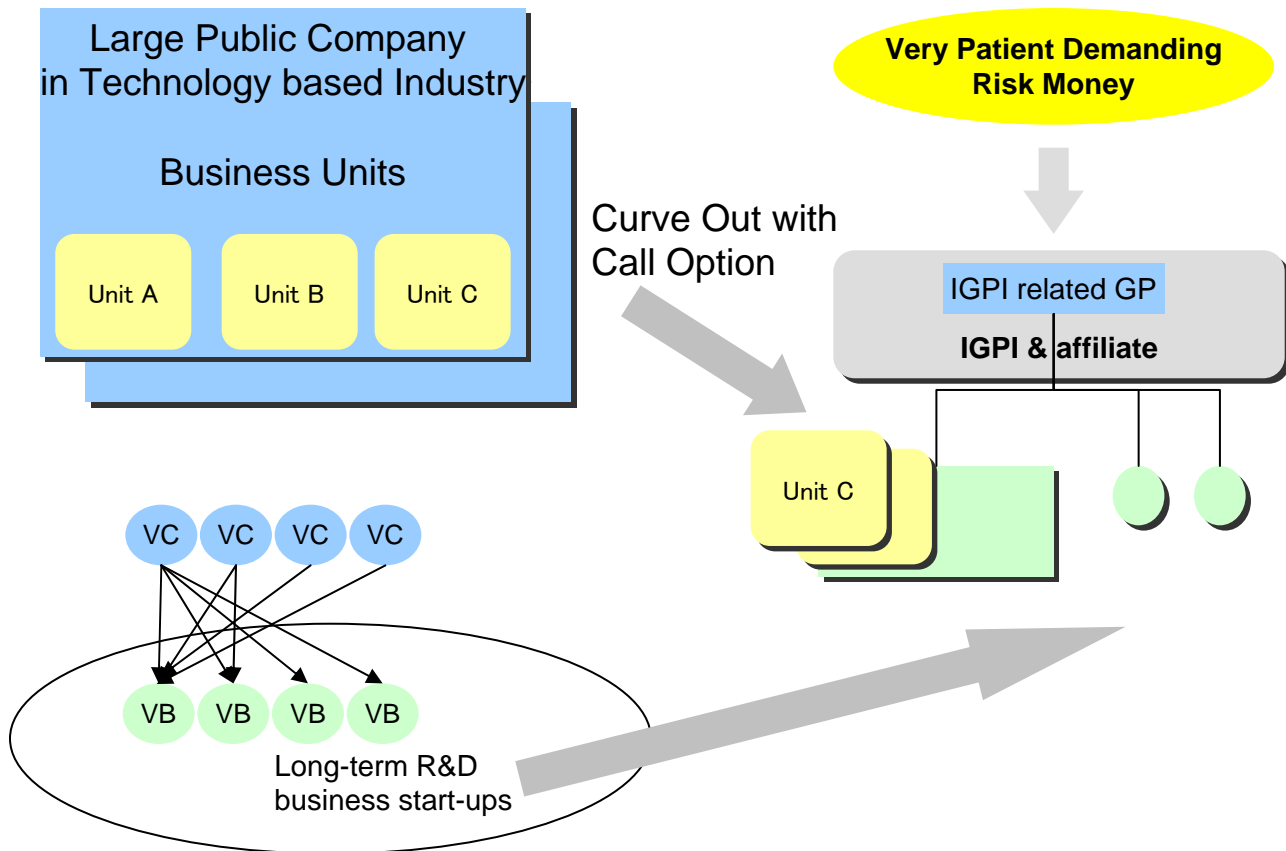 Large Public Company
in Technology based Industry
Business Units
Unit A
Unit B
Unit C
Very Patient Demanding
Risk Money
Curve Out with
Call Option
IGPI related GP
IGPI & affiliate
Unit C
VC
VC
VC
VC
VB
VB
VB
VB
Long-term R&D
business start-ups